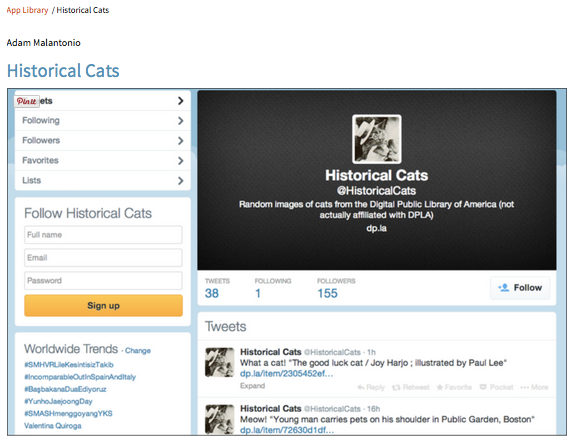 App Library / Historical Cats
Adam Malantonio
Historical Cats
Pin it ets
Following
Followers
Favorites
Lists
Follow Historical Cats
Full name
Email
Password
Sign up
Worldwide Trends · Change
#SMHVRLileKesintisizTakib
#IncomparableOutInSpainAndItaly
#BaşbakanaDuaEdiyoruz
#YunhoJaejoongDay
#SMASHmenggoyangYKS
Valentina Quiroga
Historical Cats
@HistoricalCats
Random images of cats from the Digital Public Library of America (not
actually affiliated with DPLA)
dp.la
TWEETS
38
FOLLOWING
1
FOLLOWERS
155
Follow
Tweets
Historical Cats @HistoricalCats · 1h
What a cat! "The good luck cat / Joy Harjo ; illustrated by Paul Lee"
dp.la/item/2305452ef...
Expand
Reply Retweet Favorite Pocket More
Historical Cats @HistoricalCats · 16h
Meow! "Young man carries pets on his shoulder in Public Garden, Boston"
dp.la/item/72630d1df...